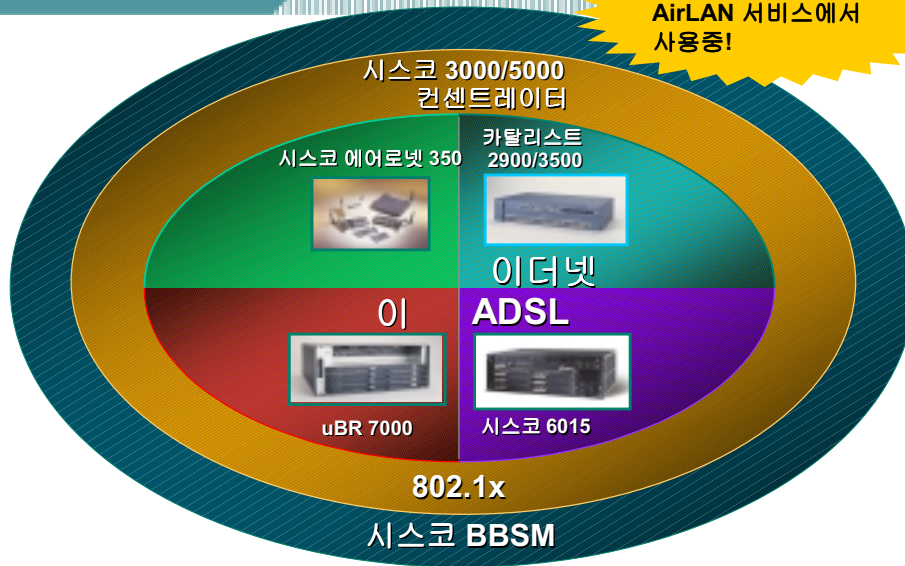 AirLAN 서비스에서
사용중!
시스코 3000/5000
컨센트레이터
시스코 에어로넷 350
카탈리스트
2900/3500
이더넷
이
ADSL
uBR 7000
시스코 6015
802.1x
시스코 BBSM